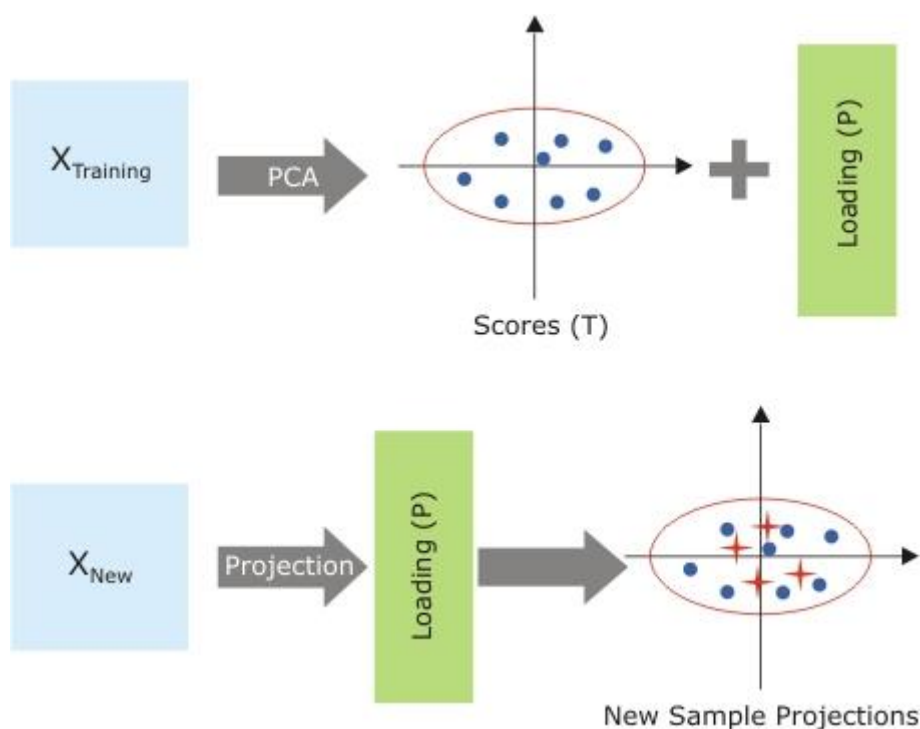 X_Training
PCA
Scores (T)
Loading (P)
X_New
Projection
Loading (P)
New Sample Projections